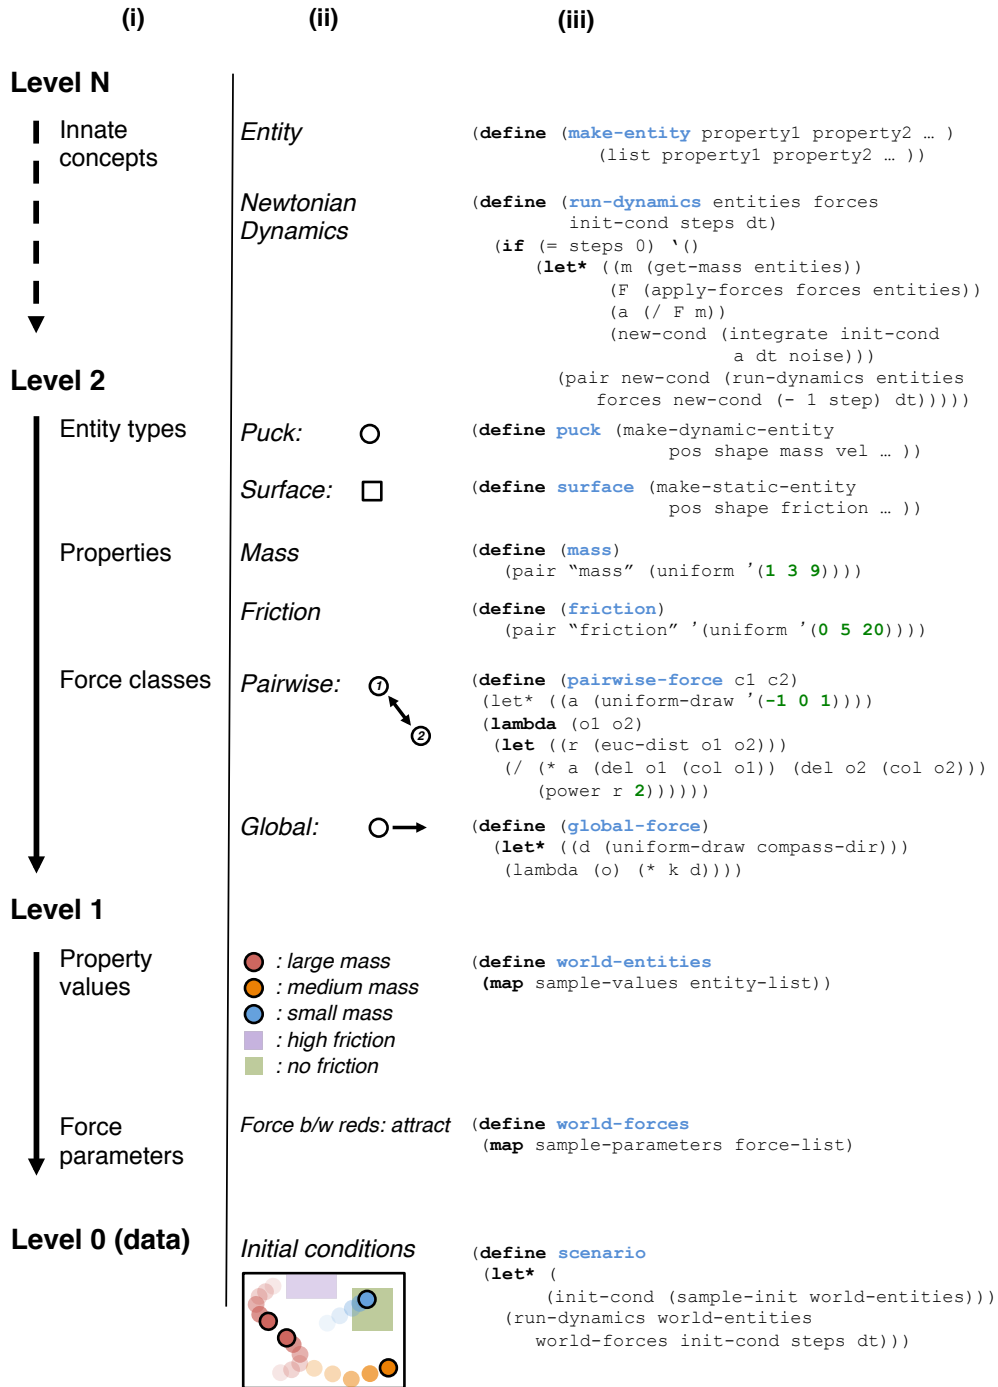 (i) (ii) (iii)
Level N
Innate concepts
Entity
(define (make-entity property1 property2 … )
(list property1 property2 … ))
Newtonian Dynamics
(define (run-dynamics entities forces
init-cond steps dt)
(if (= steps 0) ‘()
(let* ((m (get-mass entities))
(F (apply-forces forces entities))
(a (/ F m))
(new-cond (integrate init-cond
a dt noise)))
(pair new-cond (run-dynamics entities
forces new-cond (- 1 step) dt)))))
Level 2
Entity types
Puck:
(define puck (make-dynamic-entity
pos shape mass vel … ))
Surface:
(define surface (make-static-entity
pos shape friction … ))
Properties
Mass
(define (mass)
(pair “mass” (uniform ’(1 3 9))))
Friction
(define (friction)
(pair “friction” ’(uniform ’(0 5 20))))
Force classes
Pairwise:
1
2
(define (pairwise-force c1 c2)
(let* ((a (uniform-draw ’(-1 0 1))))
(lambda (o1 o2)
(let ((r (euc-dist o1 o2)))
(/ (* a (del o1 (col o1)) (del o2 (col o2)))
(power r 2))))))
Global:
(define (global-force)
(let* ((d (uniform-draw compass-dir)))
(lambda (o) (* k d))))
Level 1
Property values
: large mass
: medium mass
: small mass
: high friction
: no friction
(define world-entities
(map sample-values entity-list))
Force parameters
Force b/w reds: attract
(define world-forces
(map sample-parameters force-list)
Level 0 (data)
Initial conditions
(define scenario
(let* (
(init-cond (sample-init world-entities)))
(run-dynamics world-entities
world-forces init-cond steps dt)))